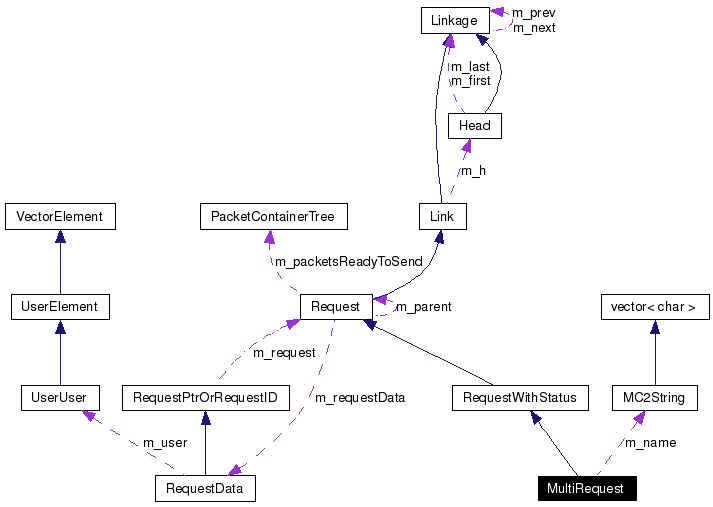 Linkage
m_prev
m_next
m_last
m_first
Head
m_h
VectorElement
PacketContainerTree
Link
m_packetsReadyToSend
UserElement
Request
m_parent
vector< char >
m_request
UserUser
RequestPtrOrRequestID
m_requestData
RequestWithStatus
MC2String
m_user
m_name
RequestData
MultiRequest